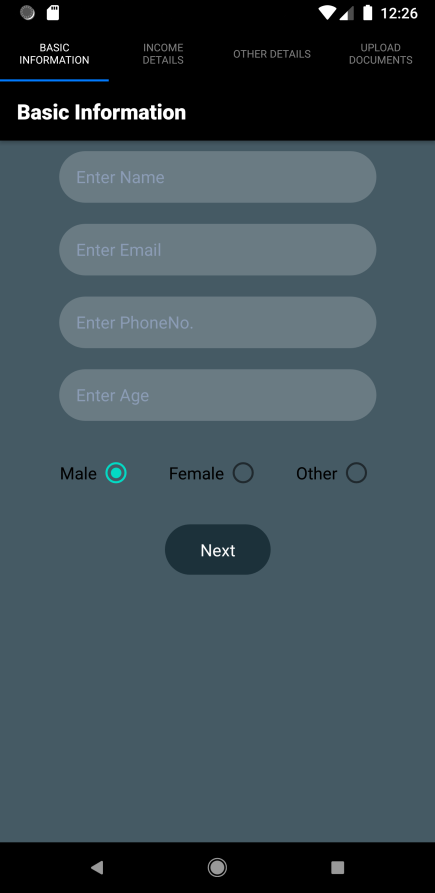 12:26
BASIC
INFORMATION
INCOME
DETAILS
OTHER DETAILS
UPLOAD
DOCUMENTS
Basic Information
Enter Name
Enter Email
Enter PhoneNo.
Enter Age
Male Female Other
Next